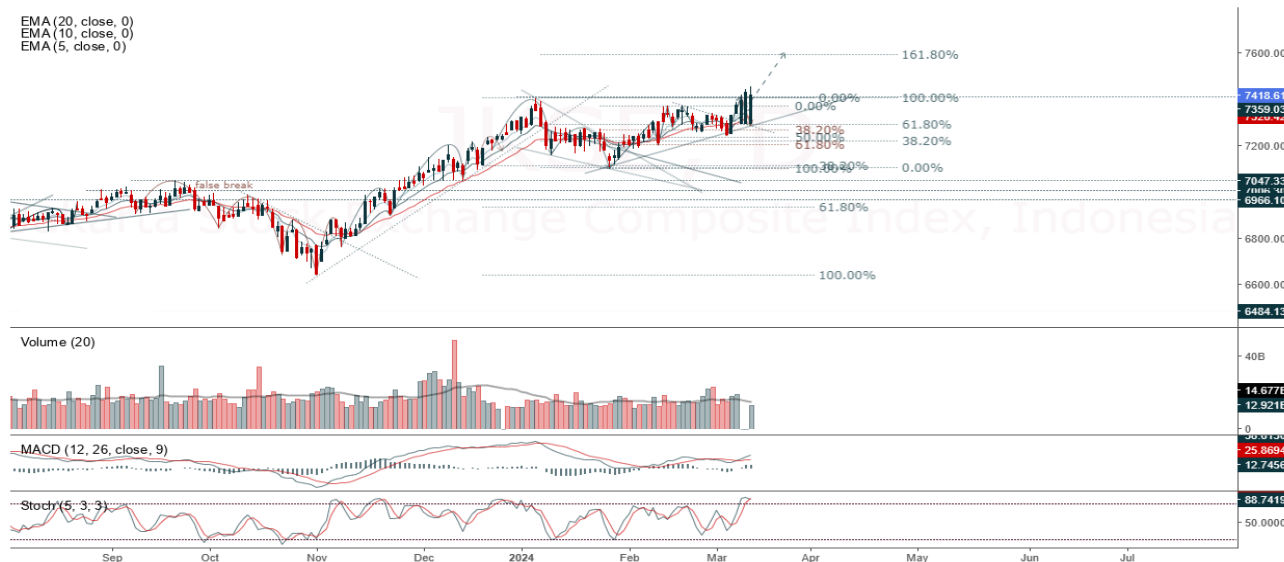 EMA (20, close, 0)
EMA (10, close, 0)
EMA (5, close, 0)
161.80%
7600.00
0.00%
100.00%
7418.61
0.00%
7359.03
38.20%
61.80%
50.00%
38.20%
61.80%
7200.00
38.20%
100.00%
0.00%
false break
7047.33
61.80%
6966.10
Stock Exchange Composite Index, Indonesia
6800.00
100.00%
6600.00
6484.13
Volume (20)
40B
14.677B
12.921B
0
MACD (12, 26, close, 9)
25.8694
12.7456
Stoch (5, 3, 3)
88.7419
50.0000
Sep
Oct
Nov
Dec
2024
Feb
Mar
Apr
May
Jun
Jul